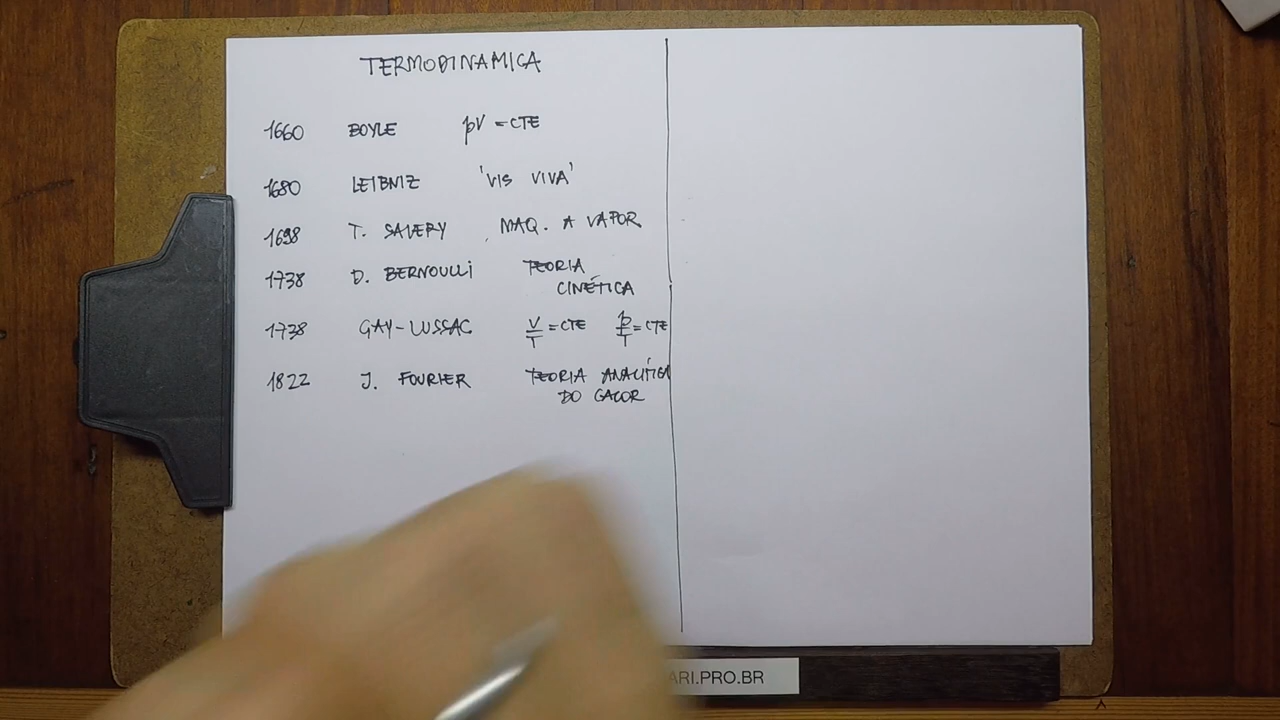 TERMODINAMICA
1660 BOYLE pV = CTE
1680 LEIBNIZ 'VIS VIVA'
1698 T. SAVERY MAQ. A VAPOR
1738 D. BERNOULLI TEORIA
CINÉTICA
1738 GAY-LUSSAC V/T = CTE p/T = CTE
1822 J. FOURIER TEORIA ANALÍTICA
DO CALOR
ARI.PRO.BR